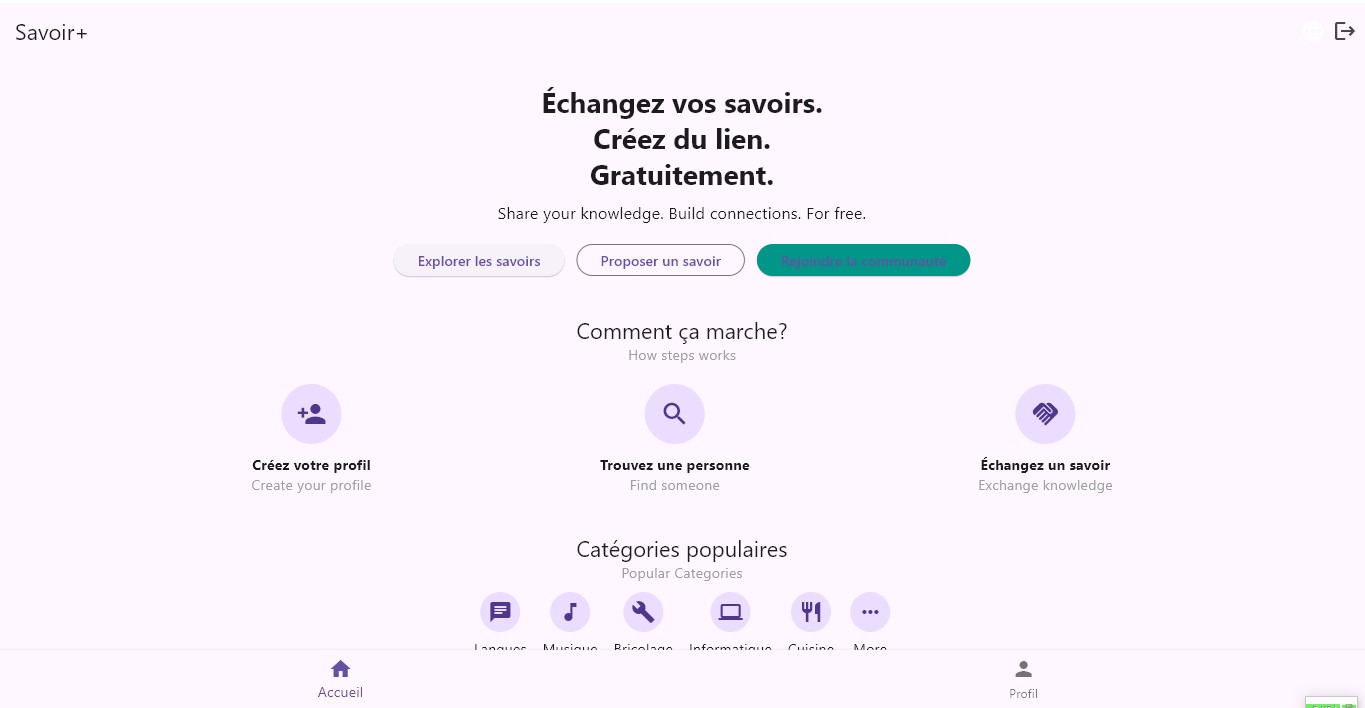 Savoir+
Échangez vos savoirs.
Créez du lien.
Gratuitement.
Share your knowledge. Build connections. For free.
Explorer les savoirs
Proposer un savoir
Rejoindre la communauté
Comment ça marche?
How steps works
Créez votre profil
Create your profile
Trouvez une personne
Find someone
Échangez un savoir
Exchange knowledge
Catégories populaires
Popular Categories
Langues Musique Bricolage Informatique Cuisine More
Accueil
Profil